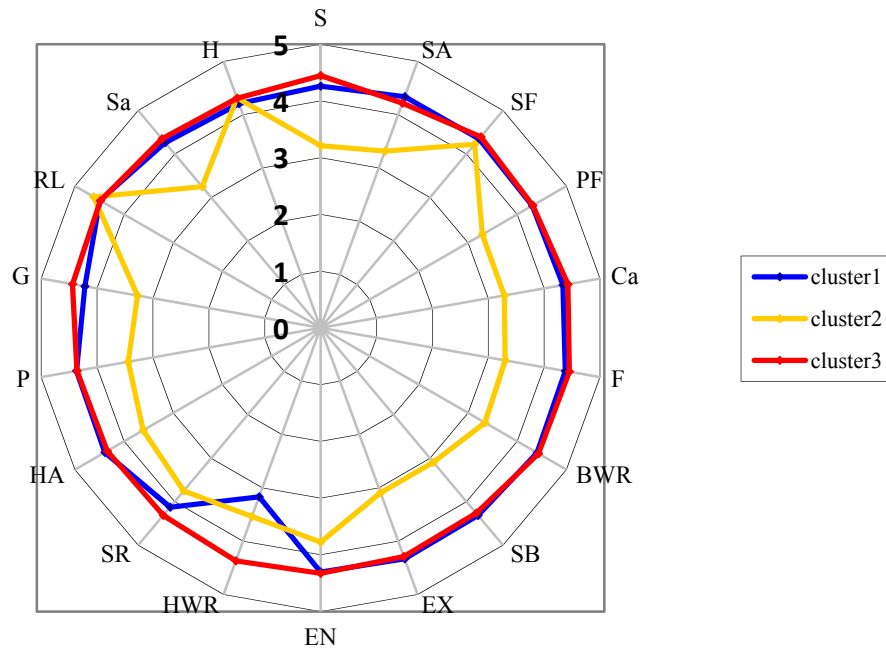 S
H
SA
5
Sa
SF
4
3
RL
PF
2
G
1
Ca
cluster1
0
cluster2
cluster3
P
F
HA
BWR
SR
SB
HWR
EX
EN